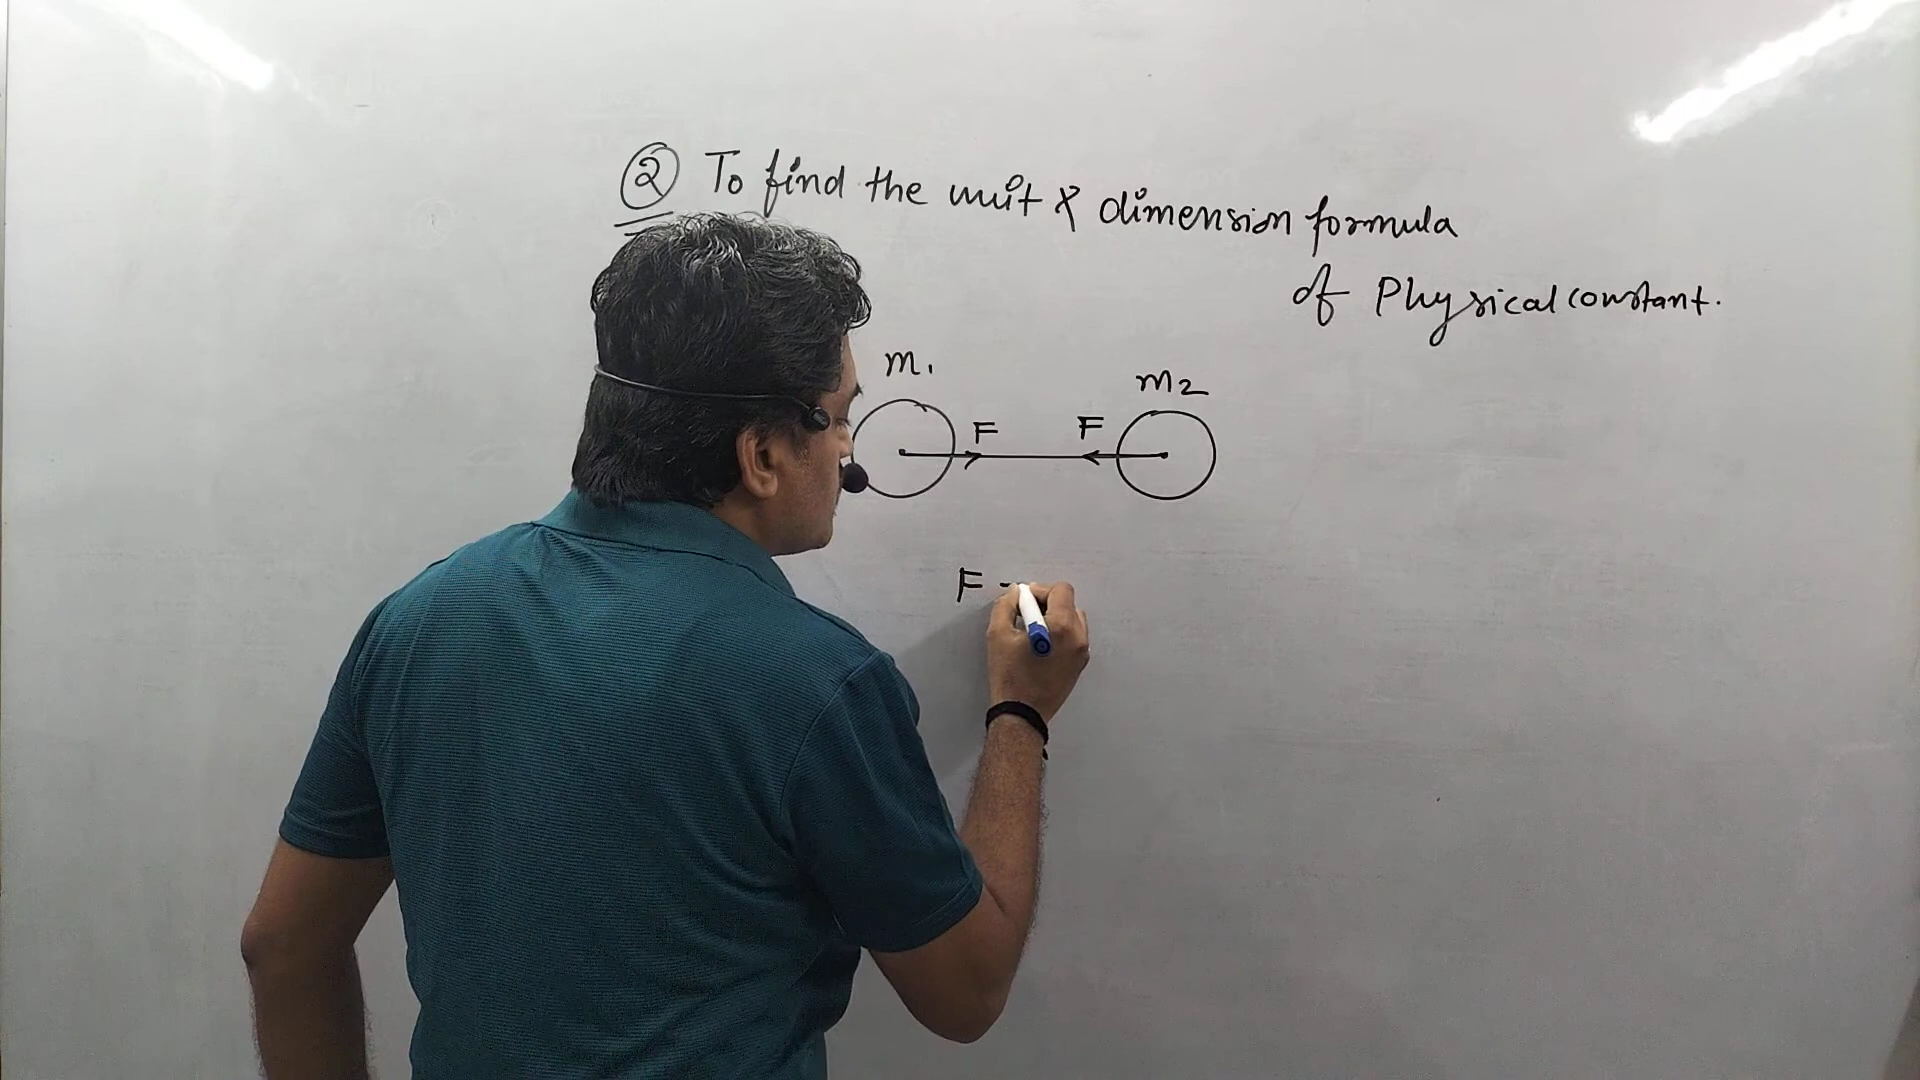 ② To find the unit & dimension formula
of Physical constant.
m1
m2
F F
F